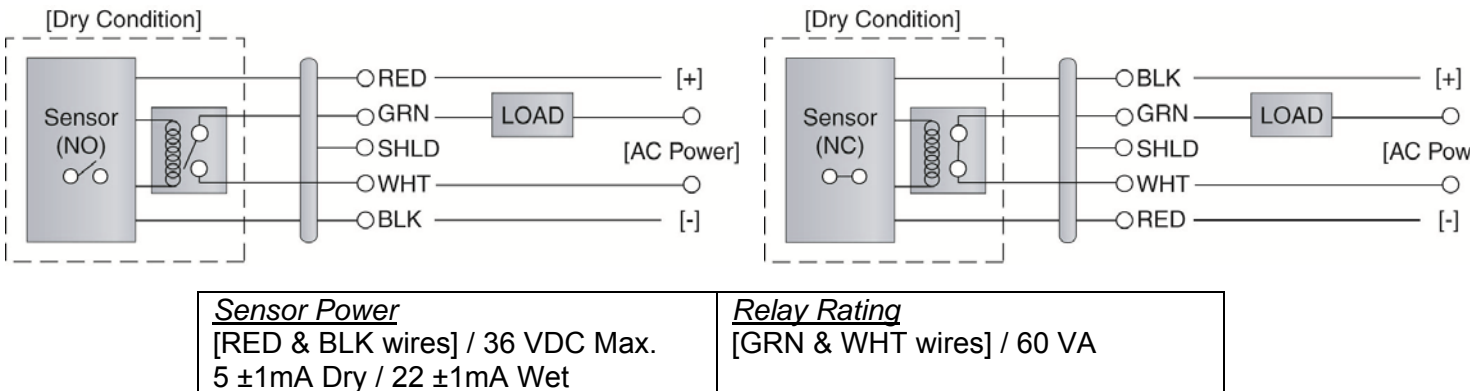 [Dry Condition]
Sensor
(NO)
RED
GRN
SHLD
WHT
BLK
LOAD
[+]
[AC Power]
[-]
[Dry Condition]
Sensor
(NC)
BLK
GRN
SHLD
WHT
RED
LOAD
[+]
[AC Pow
[-]
Sensor Power
[RED & BLK wires] / 36 VDC Max.
5 ±1mA Dry / 22 ±1mA Wet
Relay Rating
[GRN & WHT wires] / 60 VA